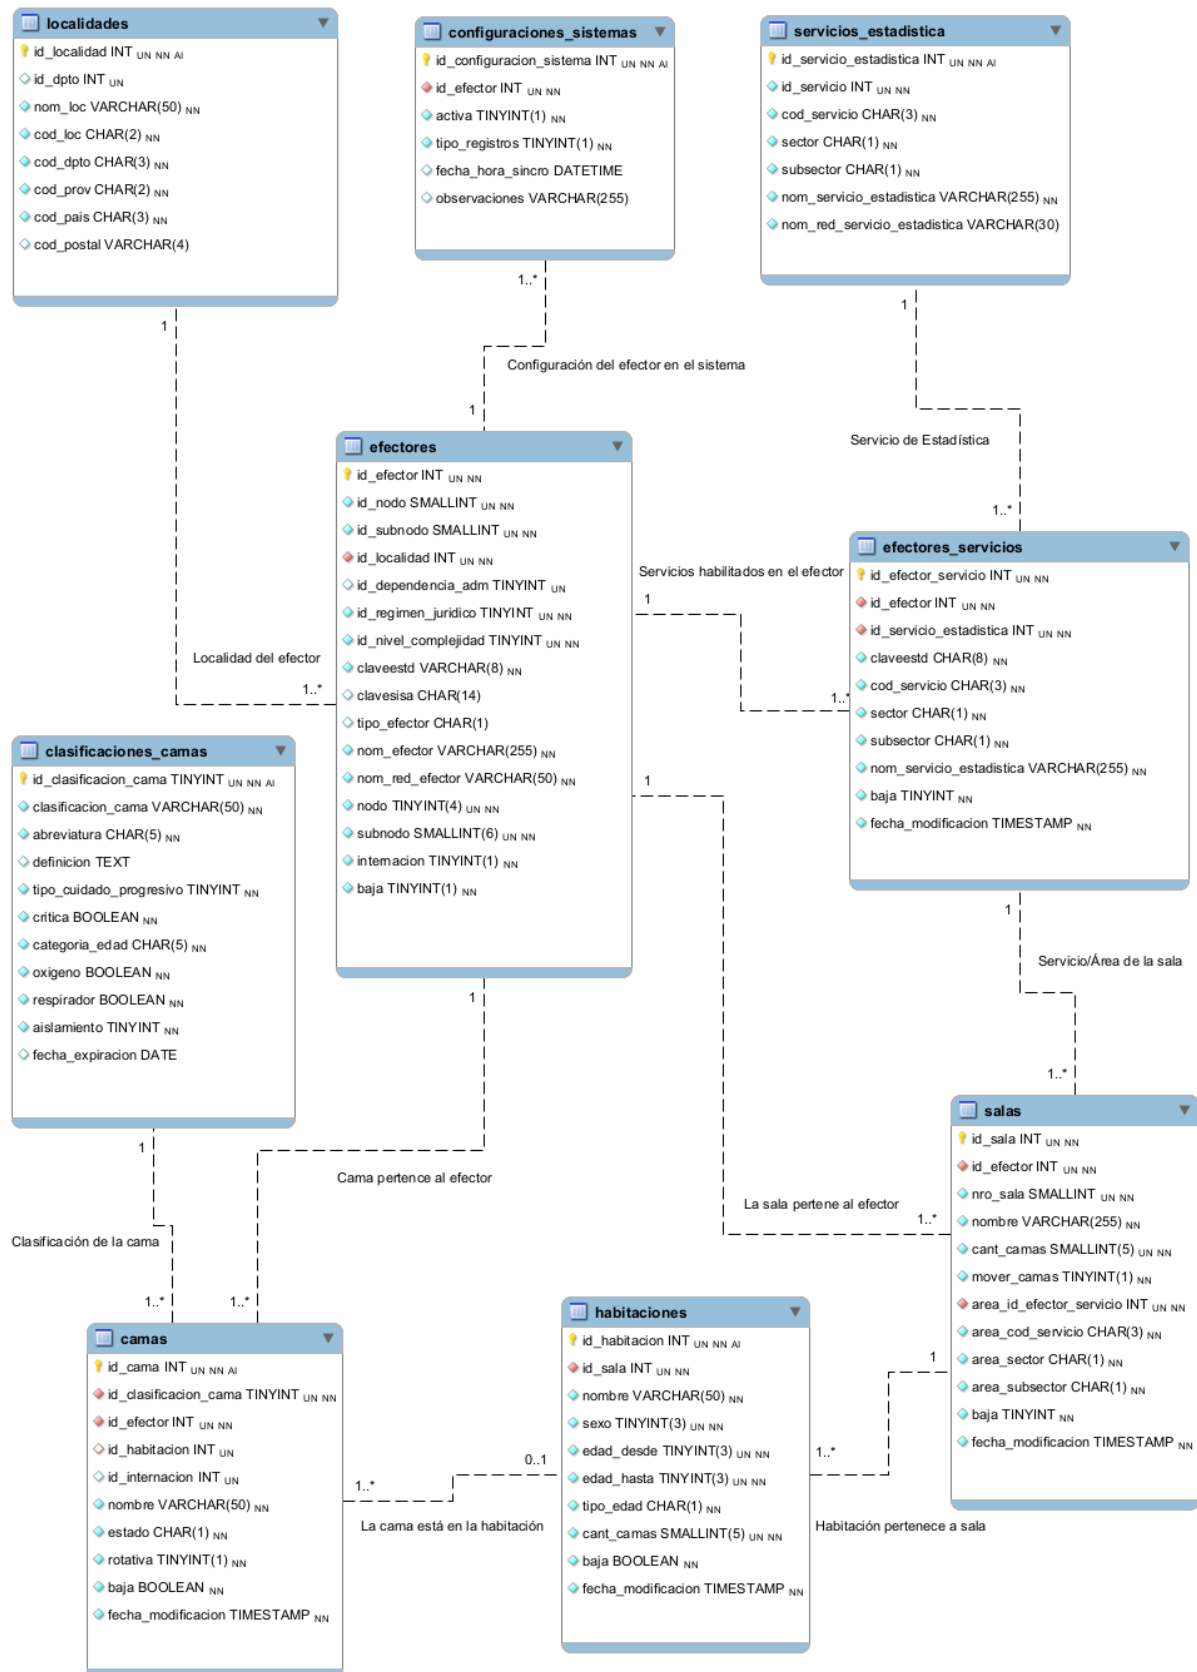 localidades
id_localidad INT UN NN AI
id_dpto INT UN
nom_loc VARCHAR(50) NN
cod_loc CHAR(2) NN
cod_dpto CHAR(3) NN
cod_prov CHAR(2) NN
cod_pais CHAR(3) NN
cod_postal VARCHAR(4)
configuraciones_sistemas
id_configuracion_sistema INT UN NN AI
id_efector INT UN NN
activa TINYINT(1) NN
tipo_registros TINYINT(1) NN
fecha_hora_sincro DATETIME
observaciones VARCHAR(255)
servicios_estadistica
id_servicio_estadistica INT UN NN AI
id_servicio INT UN NN
cod_servicio CHAR(3) NN
sector CHAR(1) NN
subsector CHAR(1) NN
nom_servicio_estadistica VARCHAR(255) NN
nom_red_servicio_estadistica VARCHAR(30)
1
1..*
1
Configuración del efector en el sistema
1
Servicio de Estadística
1..*
efectores
id_efector INT UN NN
id_nodo SMALLINT UN NN
id_subnodo SMALLINT UN NN
id_localidad INT UN NN
id_dependencia_adm TINYINT UN
id_regimen_juridico TINYINT UN NN
id_nivel_complejidad TINYINT UN NN
claveestd VARCHAR(8) NN
clavesisa CHAR(14)
tipo_efector CHAR(1)
nom_efector VARCHAR(255) NN
nom_red_efector VARCHAR(50) NN
nodo TINYINT(4) UN NN
subnodo SMALLINT(6) UN NN
internacion TINYINT(1) NN
baja TINYINT(1) NN
Localidad del efector
1..*
Servicios habilitados en el efector
1
1..*
1
efectores_servicios
id_efector_servicio INT UN NN
id_efector INT UN NN
id_servicio_estadistica INT UN NN
claveestd CHAR(8) NN
cod_servicio CHAR(3) NN
sector CHAR(1) NN
subsector CHAR(1) NN
nom_servicio_estadistica VARCHAR(255) NN
baja TINYINT NN
fecha_modificacion TIMESTAMP NN
clasificaciones_camas
id_clasificacion_cama TINYINT UN NN AI
clasificacion_cama VARCHAR(50) NN
abreviatura CHAR(5) NN
definicion TEXT
tipo_cuidado_progresivo TINYINT NN
critica BOOLEAN NN
categoria_edad CHAR(5) NN
oxigeno BOOLEAN NN
respirador BOOLEAN NN
aislamiento TINYINT NN
fecha_expiracion DATE
1
1
Servicio/Área de la sala
1..*
1
Cama pertence al efector
La sala pertene al efector
1..*
Clasificación de la cama
1..*
1..*
salas
id_sala INT UN NN
id_efector INT UN NN
nro_sala SMALLINT UN NN
nombre VARCHAR(255) NN
cant_camas SMALLINT(5) UN NN
mover_camas TINYINT(1) NN
area_id_efector_servicio INT UN NN
area_cod_servicio CHAR(3) NN
area_sector CHAR(1) NN
area_subsector CHAR(1) NN
baja TINYINT NN
fecha_modificacion TIMESTAMP NN
camas
id_cama INT UN NN AI
id_clasificacion_cama TINYINT UN NN
id_efector INT UN NN
id_habitacion INT UN
id_internacion INT UN
nombre VARCHAR(50) NN
estado CHAR(1) NN
rotativa TINYINT(1) NN
baja BOOLEAN NN
fecha_modificacion TIMESTAMP NN
habitaciones
id_habitacion INT UN NN AI
id_sala INT UN NN
nombre VARCHAR(50) NN
sexo TINYINT(3) UN NN
edad_desde TINYINT(3) UN NN
edad_hasta TINYINT(3) UN NN
tipo_edad CHAR(1) NN
cant_camas SMALLINT(5) UN NN
baja BOOLEAN NN
fecha_modificacion TIMESTAMP NN
1
1..*
0..1
1..*
La cama está en la habitación
Habitación pertenece a sala